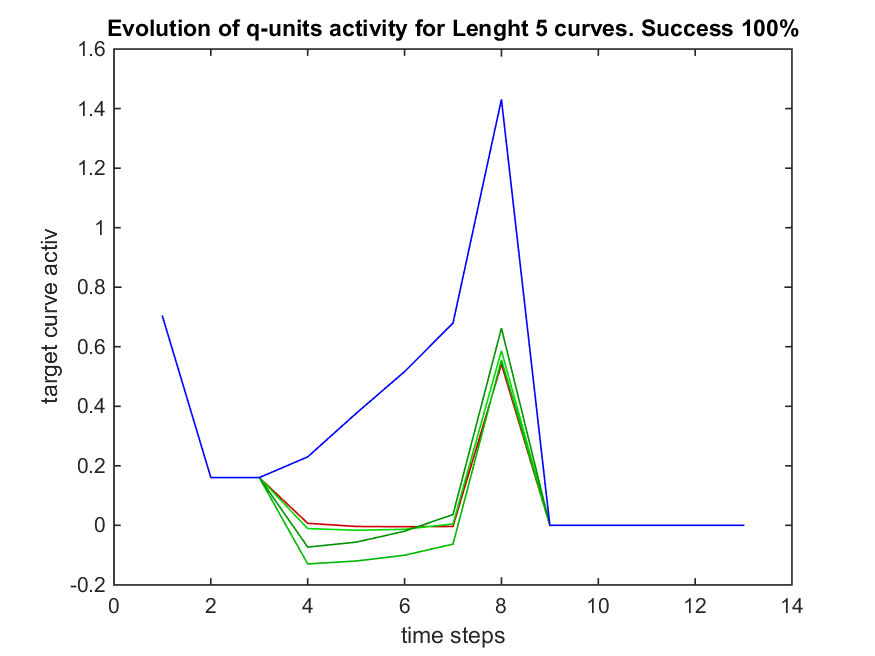 Evolution of q-units activity for Lenght 5 curves. Success 100%
1.6
1.4
1.2
1
0.8
0.6
0.4
0.2
0
-0.2
target curve activ
0 2 4 6 8 10 12 14
time steps